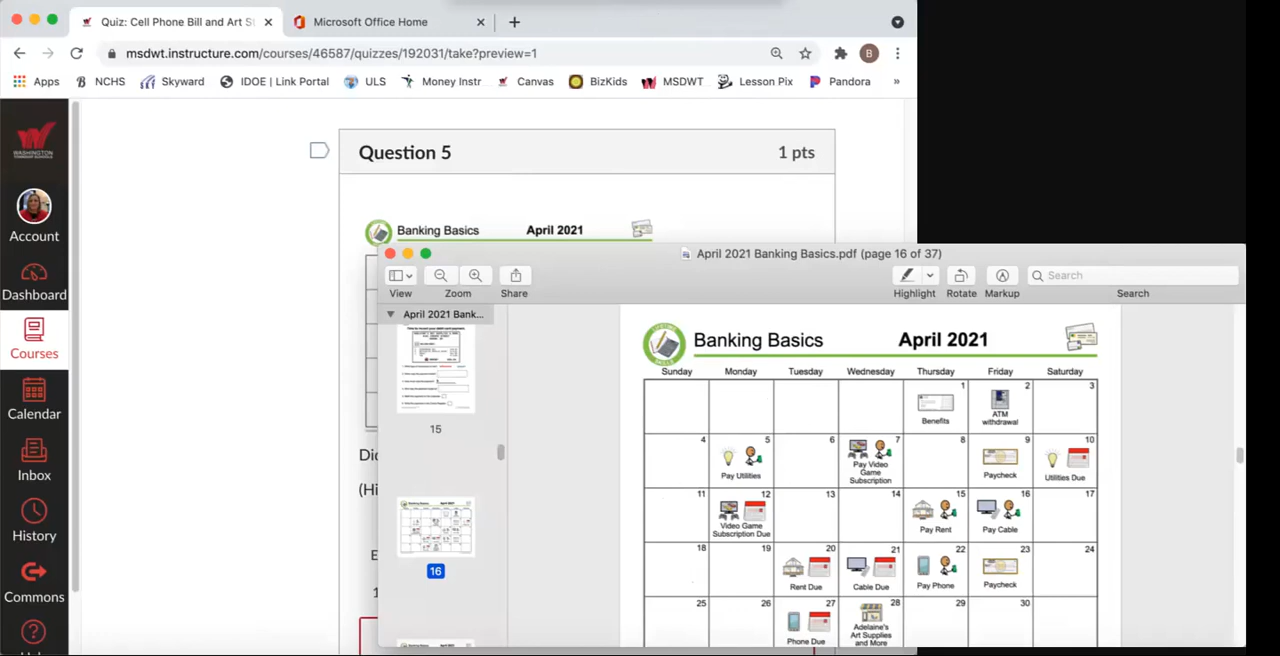 Quiz: Cell Phone Bill and Art St
Microsoft Office Home
msdwt.instructure.com/courses/46587/quizzes/192031/take?preview=1
B
Apps
NCHS
Skyward
IDOE | Link Portal
ULS
Money Instr
Canvas
BizKids
MSDWT
Lesson Pix
Pandora
»
WASHINGTON
TOWNSHIP SCHOOLS
Account
Dashboard
Courses
Calendar
Inbox
History
Commons
Question 5
1 pts
Banking Basics April 2021
Dic
(Hi
E
1
April 2021 Banking Basics.pdf (page 16 of 37)
View
Zoom
Share
Highlight
Rotate
Markup
Search
Search
April 2021 Bank...
15
16
Banking Basics April 2021
Sunday Monday Tuesday Wednesday Thursday Friday Saturday
1 2 3
Benefits
ATM
withdrawal
4 5 6 7 8 9 10
Pay Utilities
Pay Video
Game
Subscription
Paycheck
Utilities Due
11 12 13 14 15 16 17
Video Game
Subscription Due
Pay Rent
Pay Cable
18 19 20 21 22 23 24
Rent Due
Cable Due
Pay Phone
Paycheck
25 26 27 28 29 30
Phone Due
Adelaine's
Art Supplies
and More